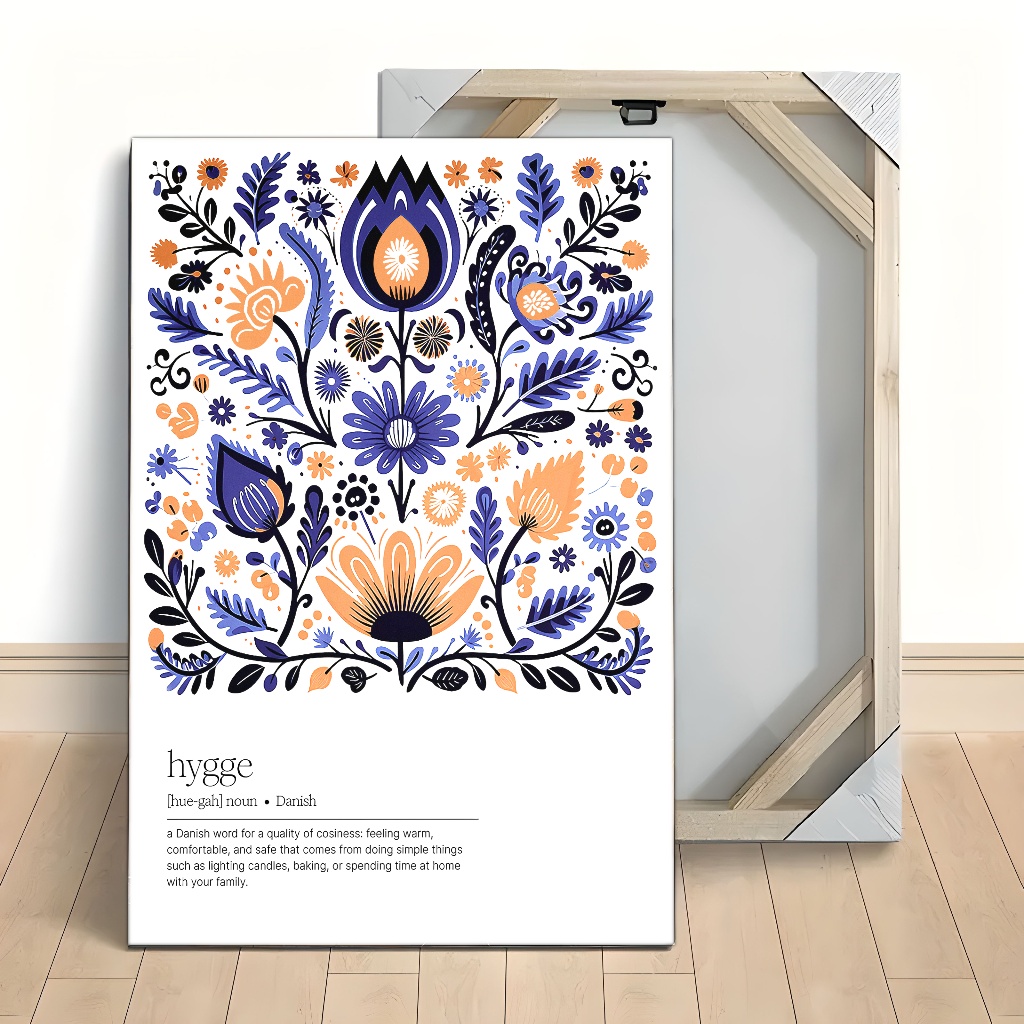 hygge
[hue-gah] noun • Danish
a Danish word for a quality of cosiness: feeling warm,
comfortable, and safe that comes from doing simple things
such as lighting candles, baking, or spending time at home
with your family.